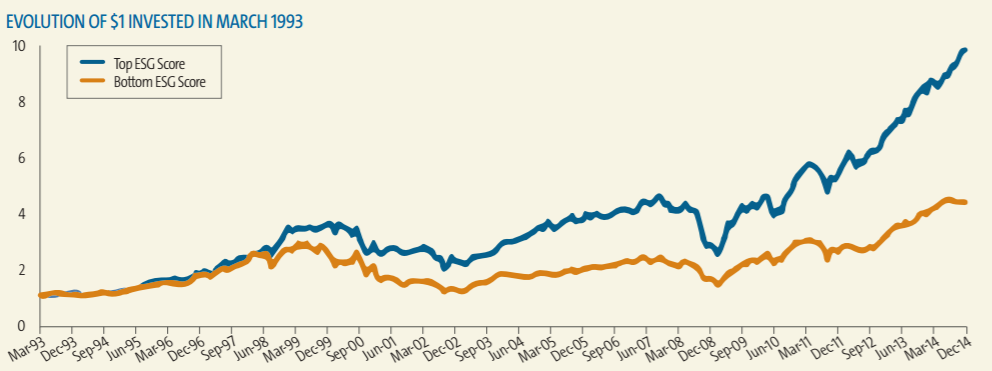 EVOLUTION OF $1 INVESTED IN MARCH 1993
10
Top ESG Score
Bottom ESG Score
8
6
4
2
0
Mar-93
Dec-93
Sep-94
Jun-95
Mar-96
Dec-96
Sep-97
Jun-98
Mar-99
Dec-99
Sep-00
Jun-01
Mar-02
Dec-02
Sep-03
Jun-04
Mar-05
Dec-05
Sep-06
Jun-07
Mar-08
Dec-08
Sep-09
Jun-10
Mar-11
Dec-11
Sep-12
Jun-13
Mar-14
Dec-14